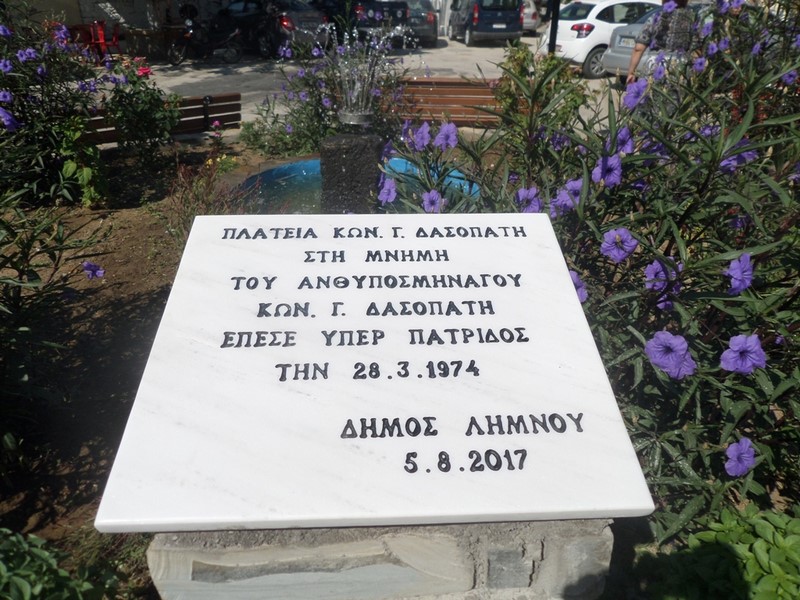 ΠΛΑΤΕΙΑ ΚΩΝ. Γ. ΔΑΣΟΠΑΤΗ
ΣΤΗ ΜΝΗΜΗ
ΤΟΥ ΑΝΘΥΠΟΣΜΗΝΑΓΟΥ
ΚΩΝ. Γ. ΔΑΣΟΠΑΤΗ
ΕΠΕΣΕ ΥΠΕΡ ΠΑΤΡΙΔΟΣ
ΤΗΝ 28.3.1974
ΔΗΜΟΣ ΛΗΜΝΟΥ
5.8.2017